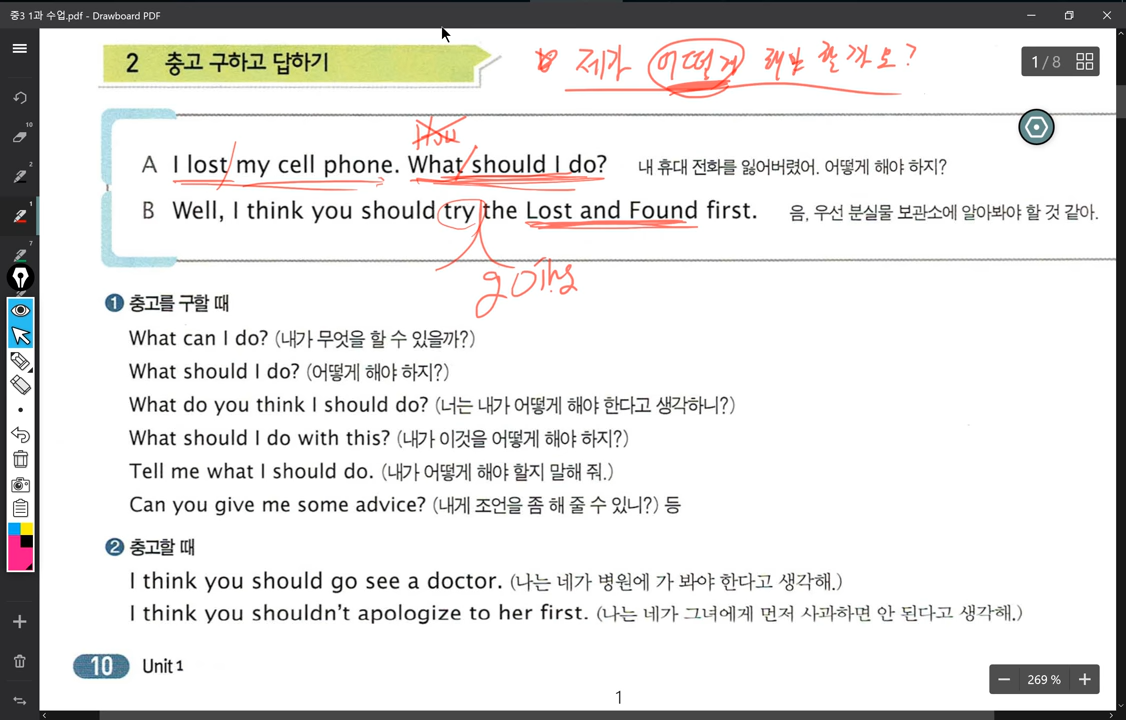 중3 1과 수업.pdf - Drawboard PDF
2 충고 구하고 답하기
제가 어떻게 해야 할까요?
1 / 8
How
A I lost my cell phone. What should I do? 내 휴대 전화를 잃어버렸어. 어떻게 해야 하지?
B Well, I think you should try the Lost and Found first. 음, 우선 분실물 보관소에 알아봐야 할 것 같아.
going
1 충고를 구할 때
What can I do? (내가 무엇을 할 수 있을까?)
What should I do? (어떻게 해야 하지?)
What do you think I should do? (너는 내가 어떻게 해야 한다고 생각하니?)
What should I do with this? (내가 이것을 어떻게 해야 하지?)
Tell me what I should do. (내가 어떻게 해야 할지 말해 줘.)
Can you give me some advice? (내게 조언을 좀 해 줄 수 있니?) 등
2 충고할 때
I think you should go see a doctor. (나는 네가 병원에 가 봐야 한다고 생각해.)
I think you shouldn't apologize to her first. (나는 네가 그녀에게 먼저 사과하면 안 된다고 생각해.)
10 Unit 1
269 %
1
10
2
1
7